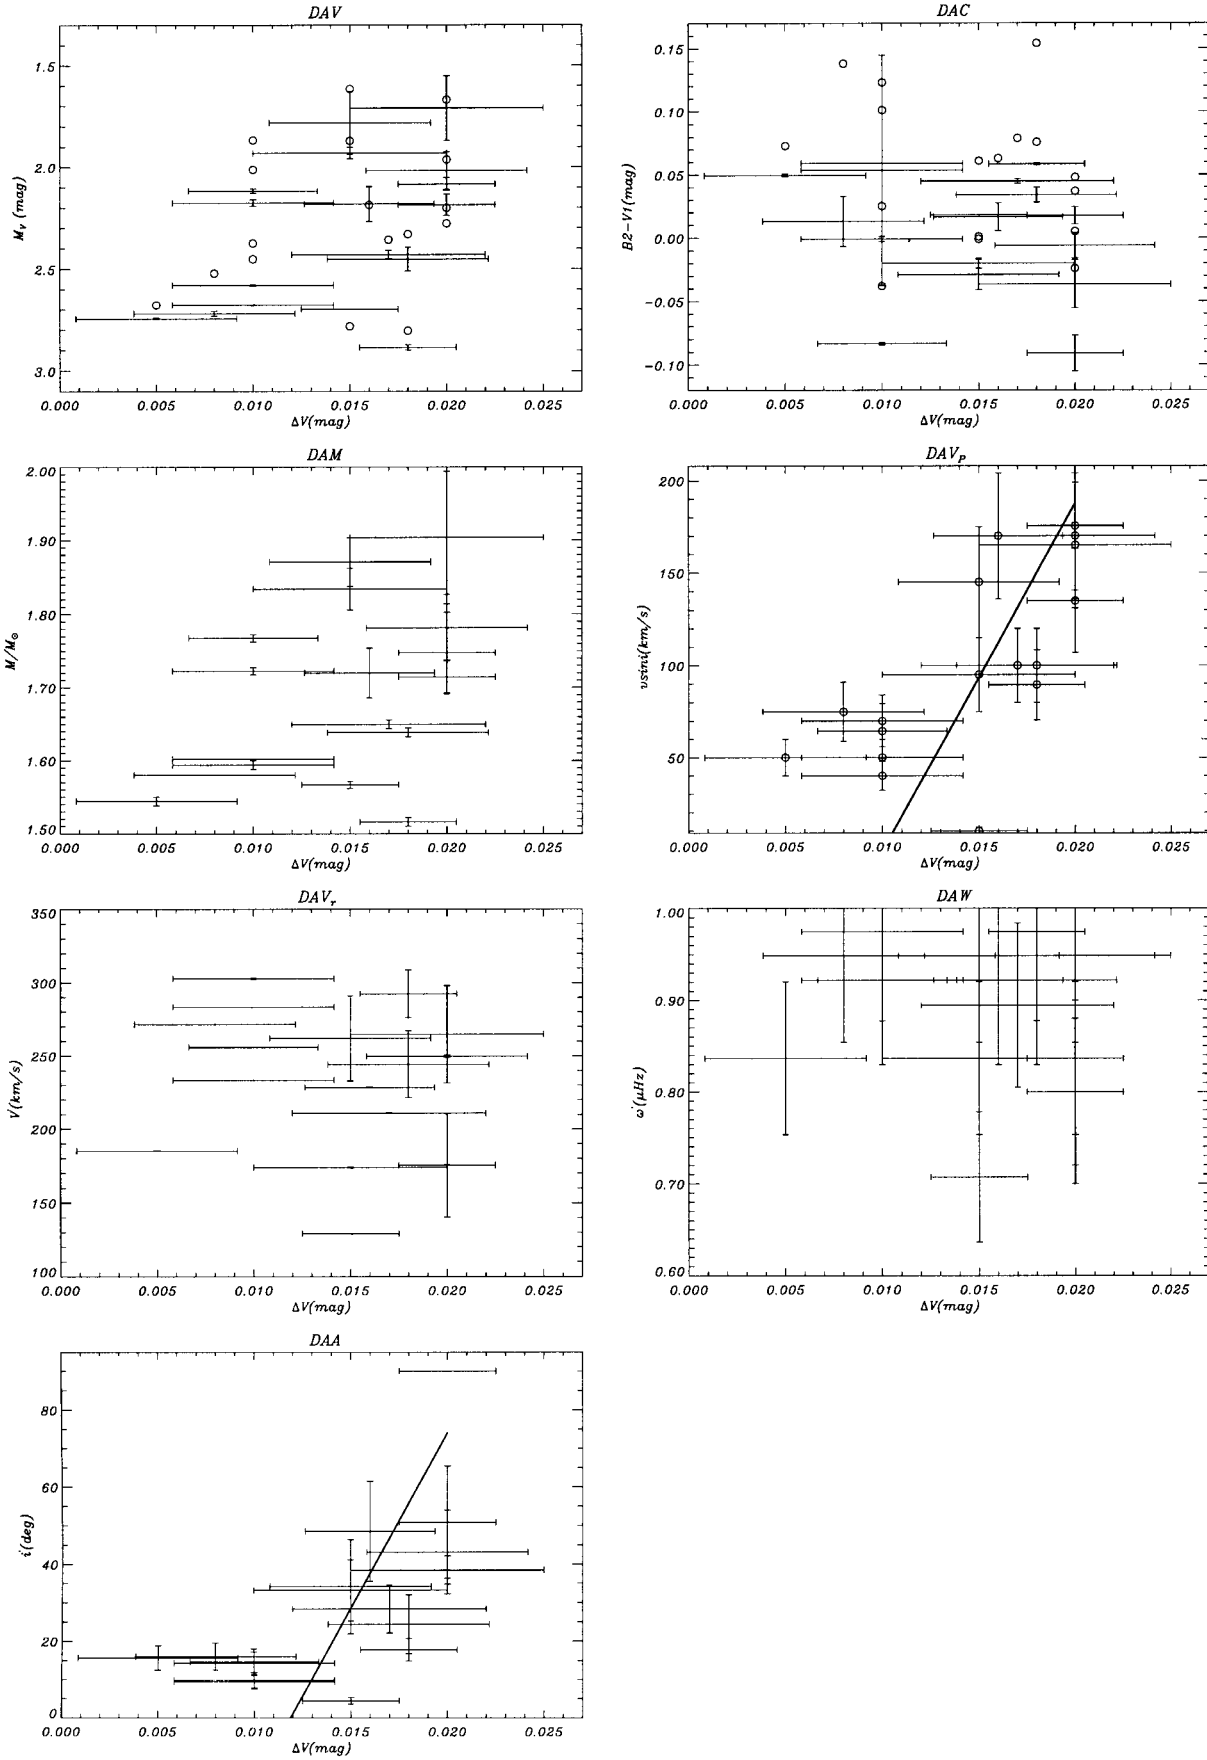 DAV
1.5
2.0
2.5
3.0
Mv (mag)
0.000 0.005 0.010 0.015 0.020 0.025
ΔV(mag)
DAC
0.15
0.10
0.05
0.00
−0.05
−0.10
B2−V1(mag)
0.000 0.005 0.010 0.015 0.020 0.025
ΔV(mag)
DAM
2.00
1.90
1.80
1.70
1.60
1.50
M/M☉
0.000 0.005 0.010 0.015 0.020 0.025
ΔV(mag)
DAVP
200
150
100
50
vsini(km/s)
0.000 0.005 0.010 0.015 0.020 0.025
ΔV(mag)
DAVr
350
300
250
200
150
100
V(km/s)
0.000 0.005 0.010 0.015 0.020 0.025
ΔV(mag)
DAW
1.00
0.90
0.80
0.70
0.60
ω(μHz)
0.000 0.005 0.010 0.015 0.020 0.025
ΔV(mag)
DAA
80
60
40
20
0
i(deg)
0.000 0.005 0.010 0.015 0.020 0.025
ΔV(mag)